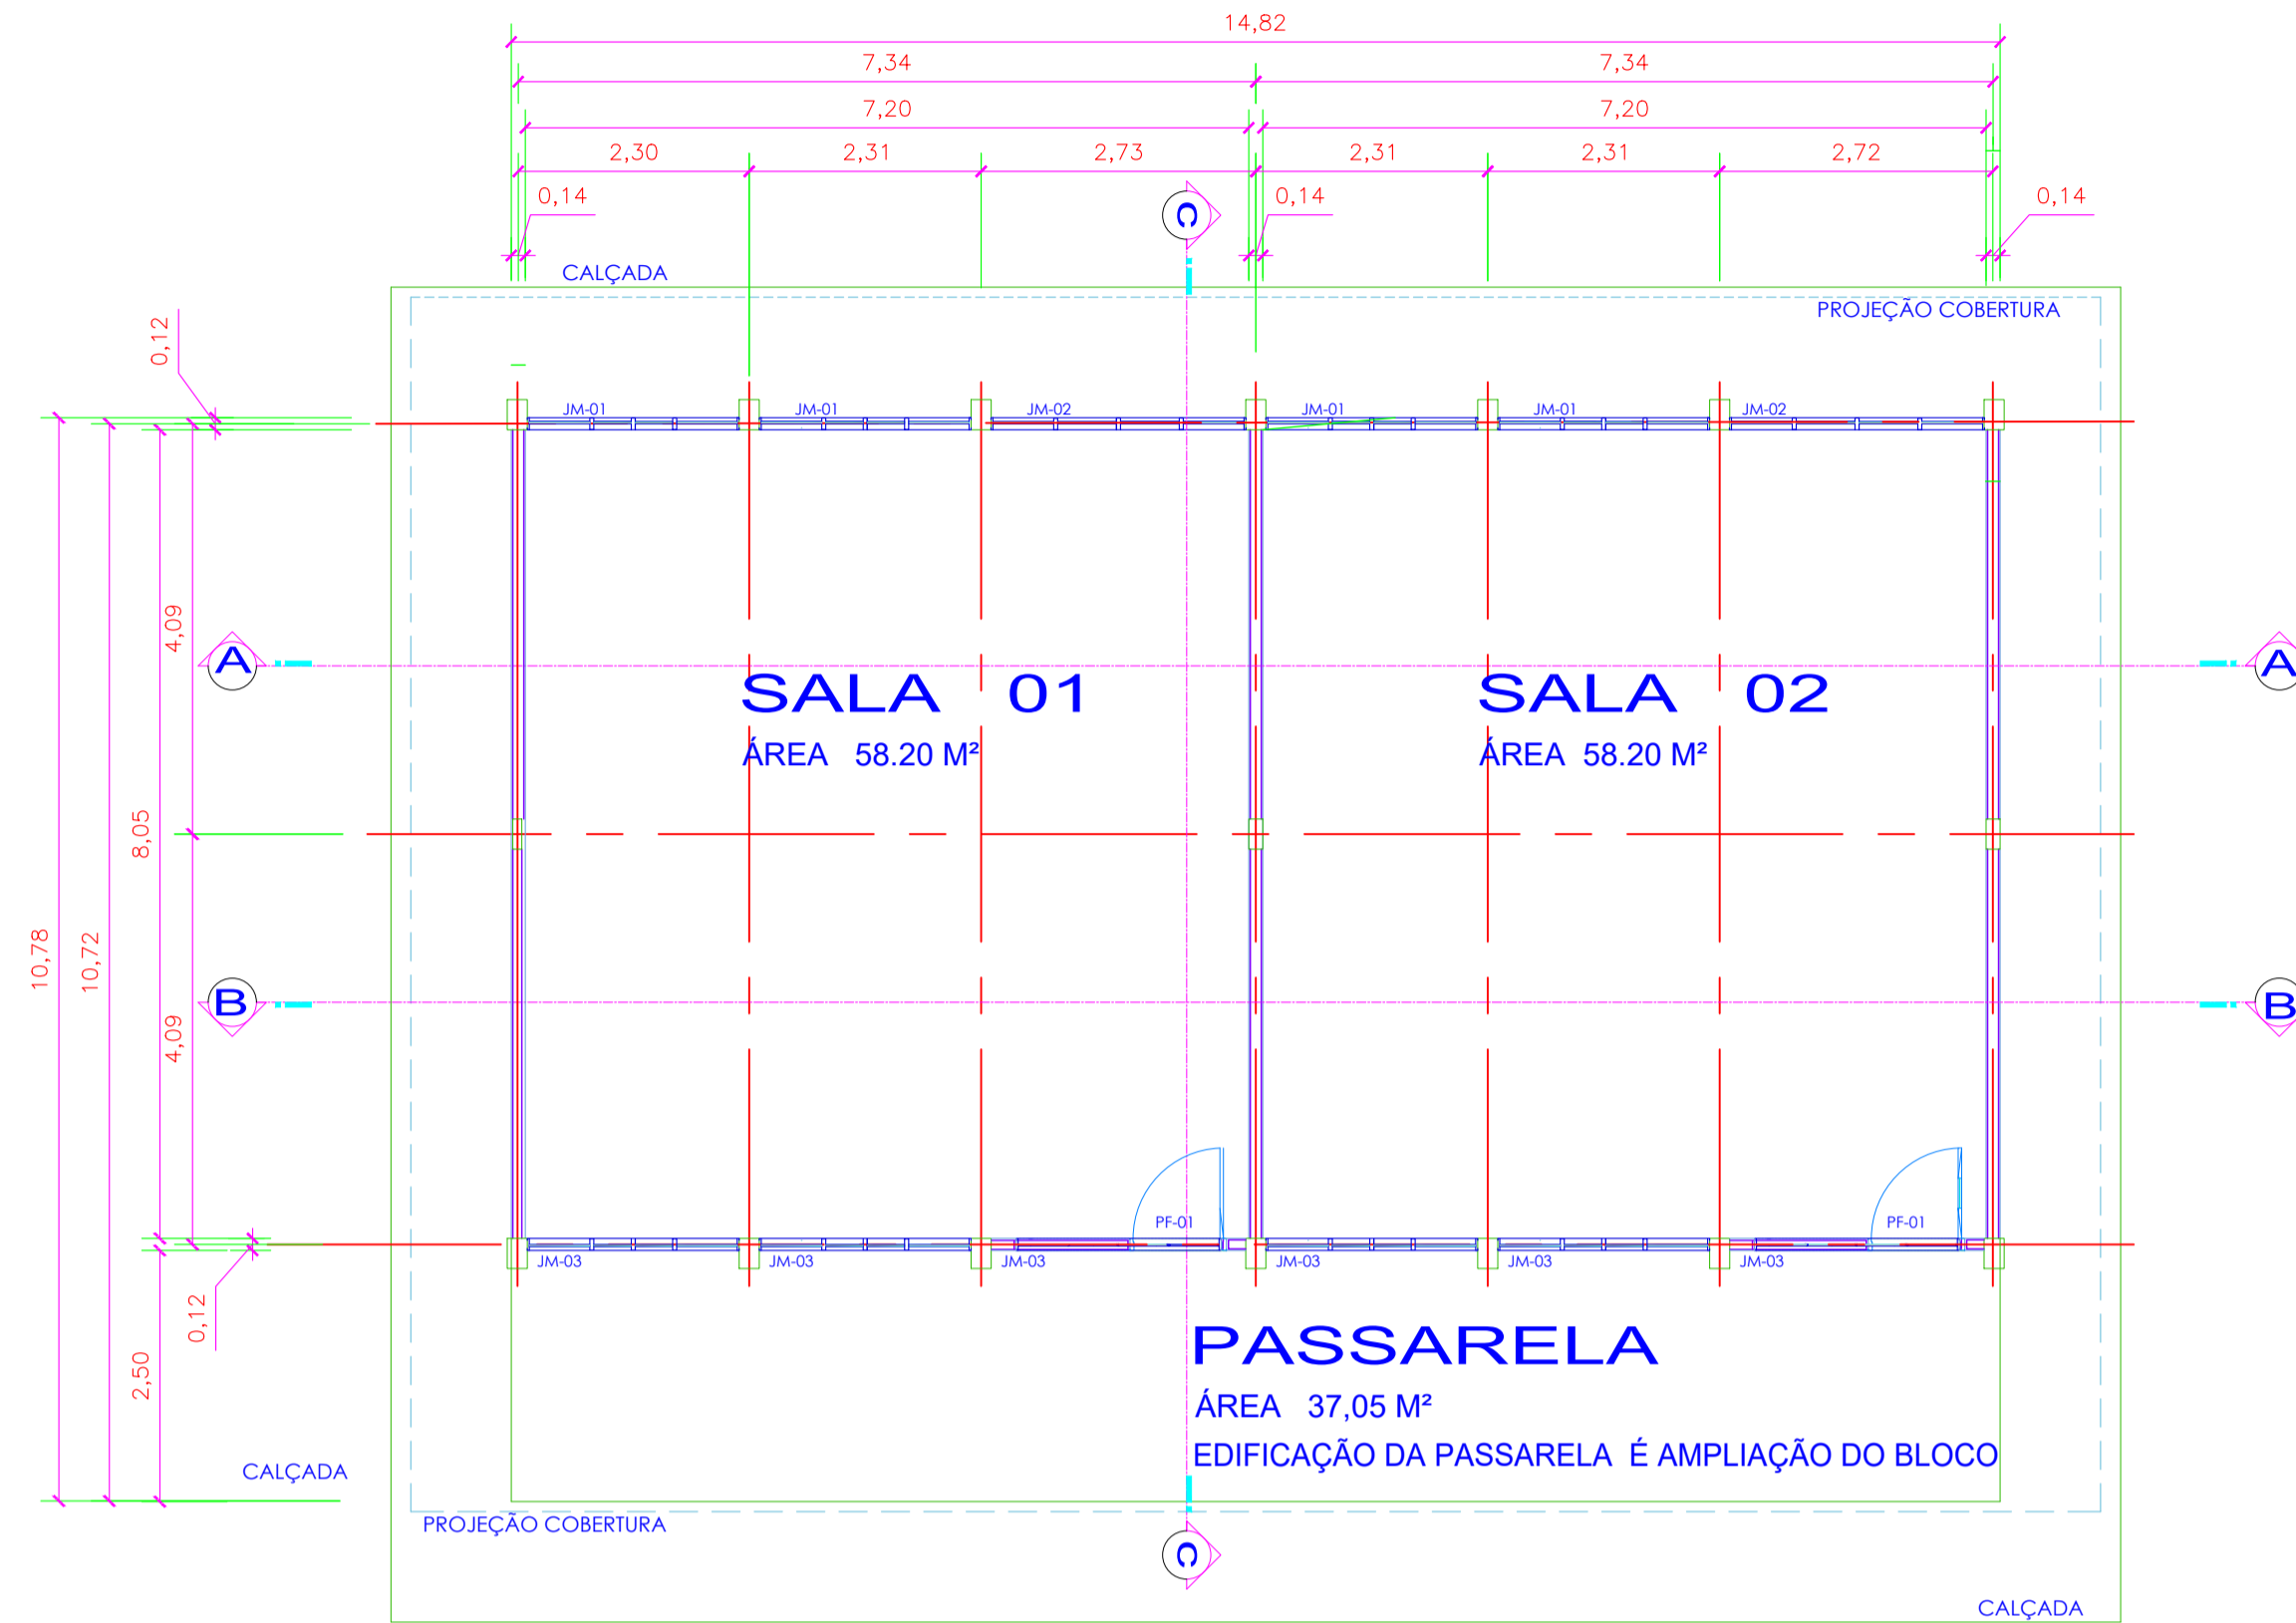 14,82
7,34 7,34
7,20 7,20
2,30 2,31 2,73 2,31 2,31 2,72
0,14 0,14 0,14
C
CALÇADA
PROJEÇÃO COBERTURA
0,12
JM-01 JM-01 JM-02 JM-01 JM-01 JM-02
4,09
A A
SALA 01 SALA 02
ÁREA 58.20 M² ÁREA 58.20 M²
8,05
10,78
10,72
B B
4,09
PF-01 PF-01
JM-03 JM-03 JM-03 JM-03 JM-03 JM-03
0,12
PASSARELA
2,50
ÁREA 37,05 M²
EDIFICAÇÃO DA PASSARELA É AMPLIAÇÃO DO BLOCO
CALÇADA
PROJEÇÃO COBERTURA
C
CALÇADA